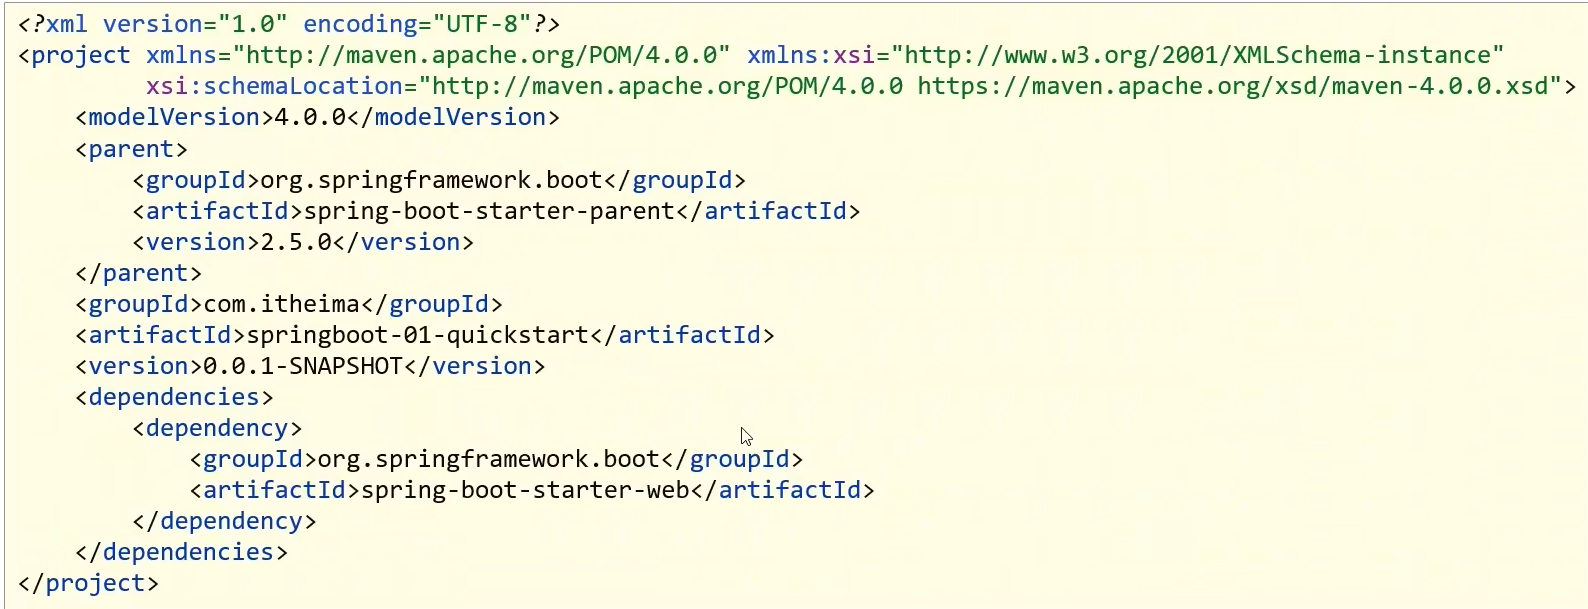 <?xml version="1.0" encoding="UTF-8"?>
<project xmlns="http://maven.apache.org/POM/4.0.0" xmlns:xsi="http://www.w3.org/2001/XMLSchema-instance"
         xsi:schemaLocation="http://maven.apache.org/POM/4.0.0 https://maven.apache.org/xsd/maven-4.0.0.xsd">
    <modelVersion>4.0.0</modelVersion>
    <parent>
        <groupId>org.springframework.boot</groupId>
        <artifactId>spring-boot-starter-parent</artifactId>
        <version>2.5.0</version>
    </parent>
    <groupId>com.itheima</groupId>
    <artifactId>springboot-01-quickstart</artifactId>
    <version>0.0.1-SNAPSHOT</version>
    <dependencies>
        <dependency>
            <groupId>org.springframework.boot</groupId>
            <artifactId>spring-boot-starter-web</artifactId>
        </dependency>
    </dependencies>
</project>